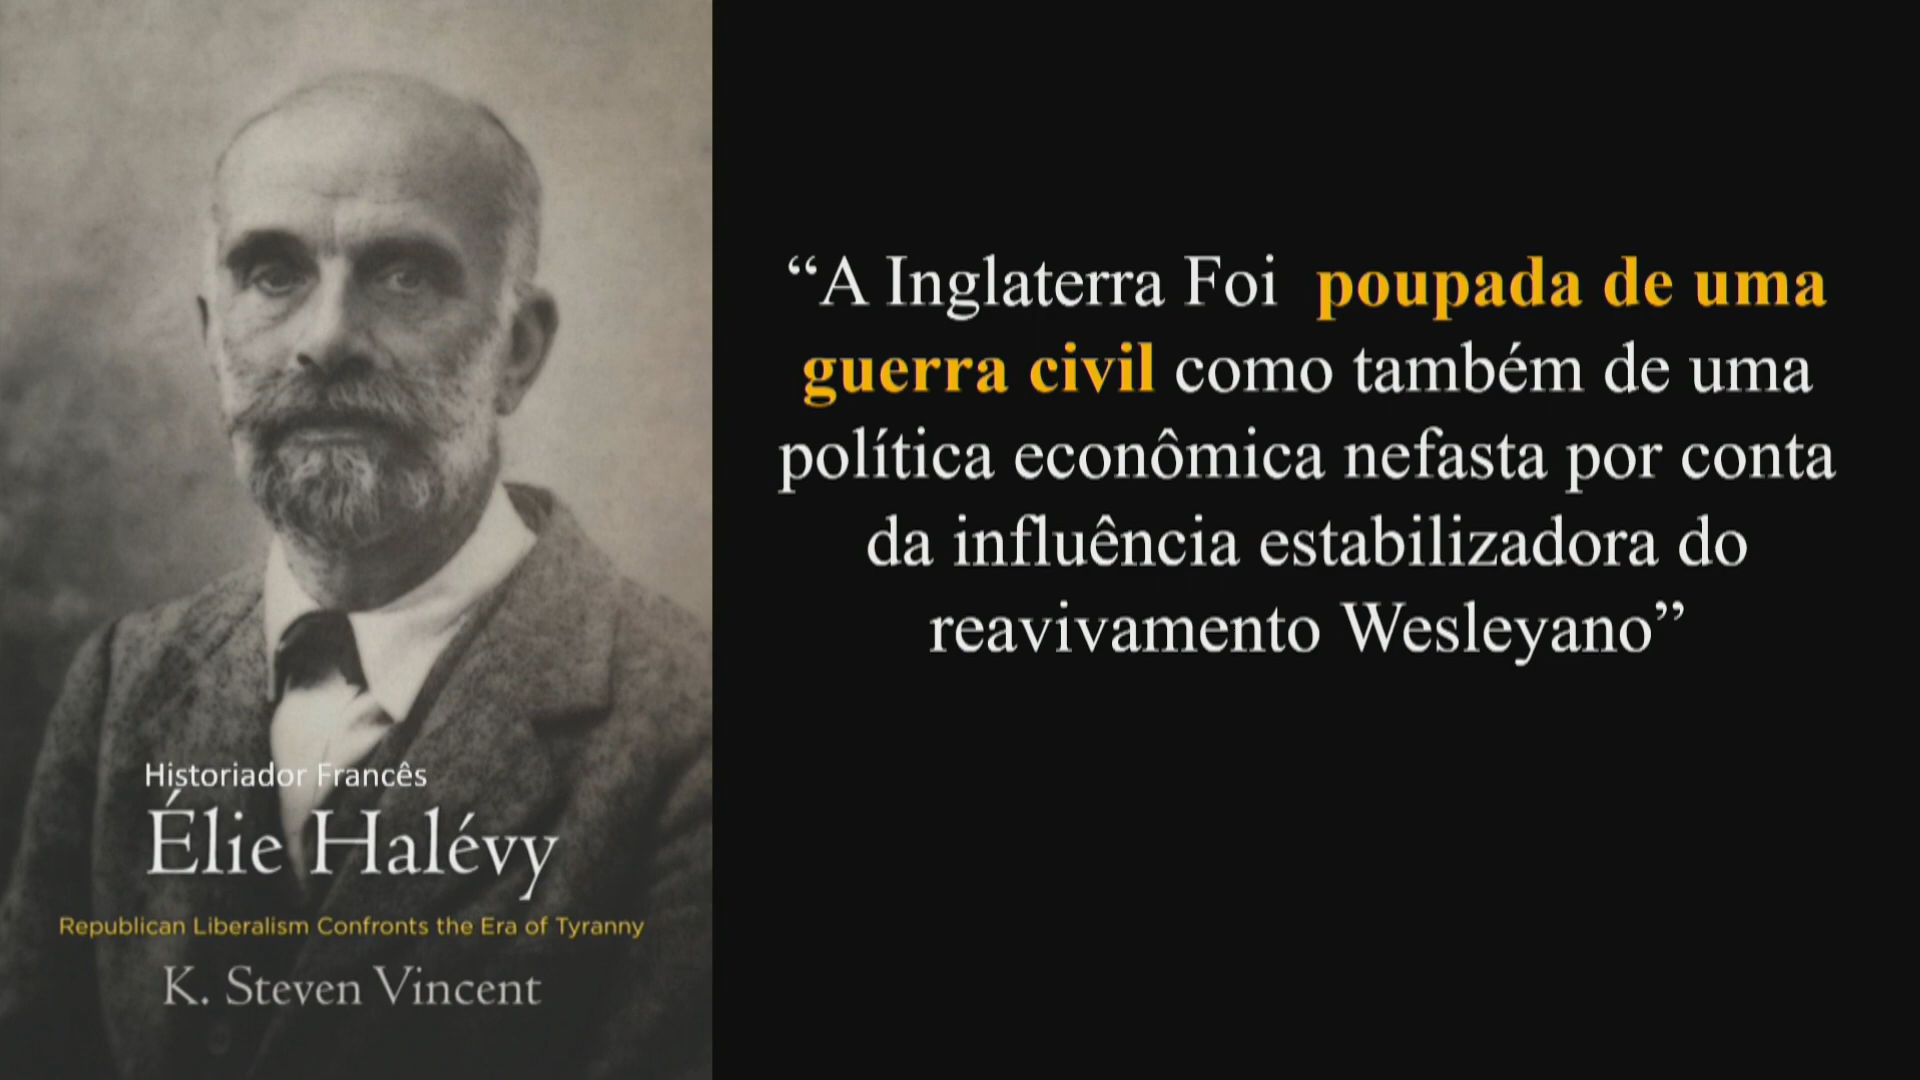 Historiador Francês
Élie Halévy
Republican Liberalism Confronts the Era of Tyranny
K. Steven Vincent
“A Inglaterra Foi poupada de uma
guerra civil como também de uma
política econômica nefasta por conta
da influência estabilizadora do
reavivamento Wesleyano”